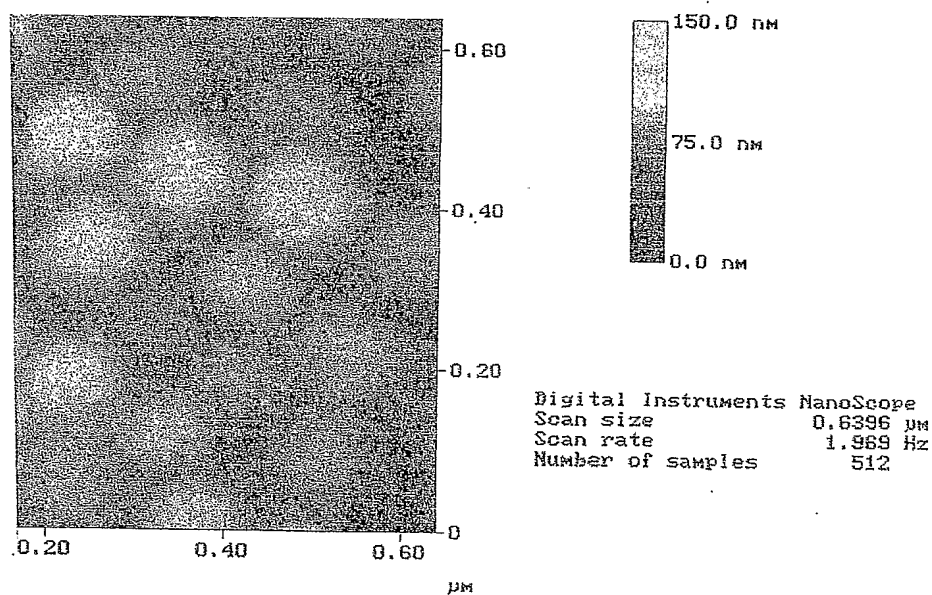 0.60
0.40
0.20
0
0.20
0.40
0.60
µm
150.0 nm
75.0 nm
0.0 nm
Digital Instruments NanoScope
Scan size 0.6396 µm
Scan rate 1.969 Hz
Number of samples 512